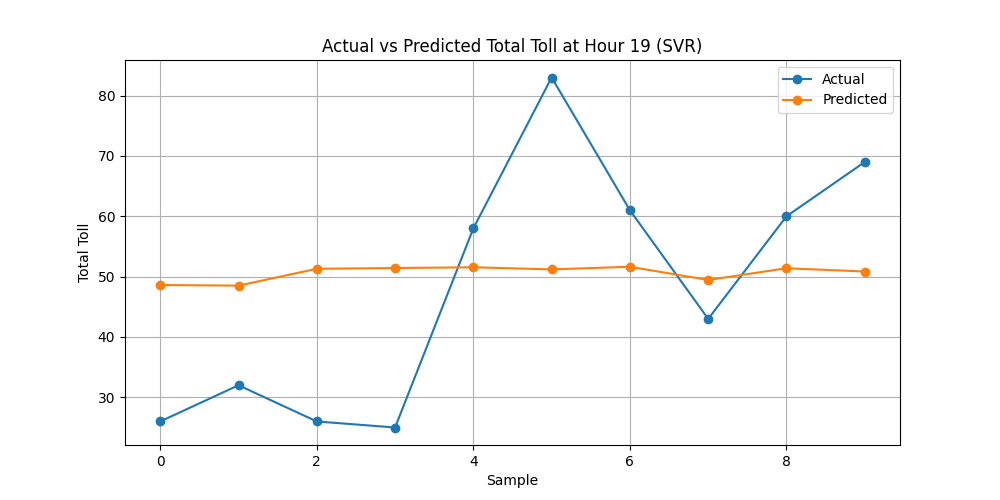 Actual vs Predicted Total Toll at Hour 19 (SVR)
Actual
Predicted
Total Toll
80
70
60
50
40
30
0 2 4 6 8
Sample